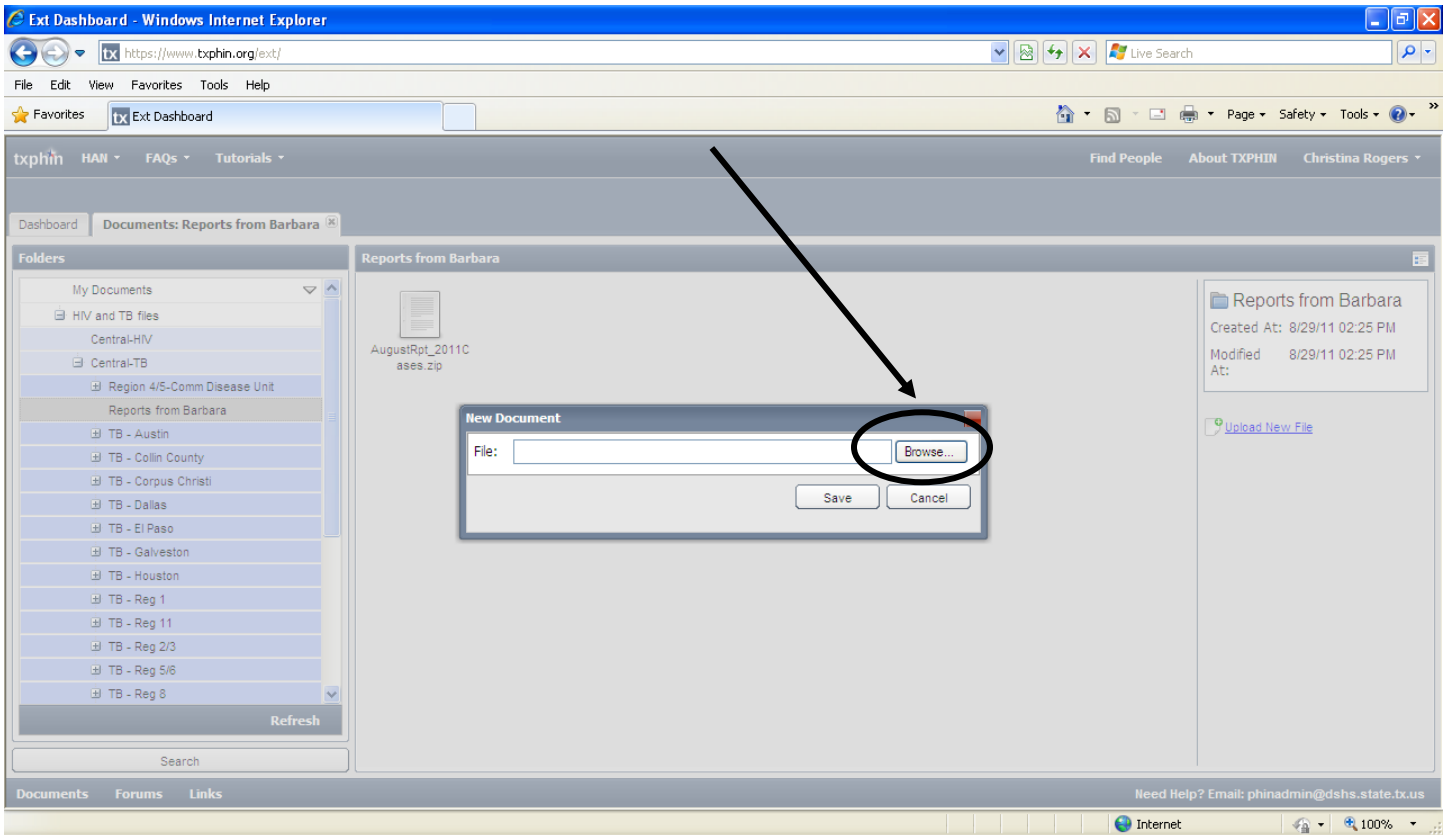 Ext Dashboard - Windows Internet Explorer
tx https://www.txphin.org/ext/
Live Search
File Edit View Favorites Tools Help
Favorites tx Ext Dashboard Page Safety Tools »
txphin HAN FAQs Tutorials Find People About TXPHIN Christina Rogers
Dashboard Documents: Reports from Barbara
Folders
My Documents
HIV and TB files
Central-HIV
Central-TB
Region 4/5-Comm Disease Unit
Reports from Barbara
TB - Austin
TB - Collin County
TB - Corpus Christi
TB - Dallas
TB - El Paso
TB - Galveston
TB - Houston
TB - Reg 1
TB - Reg 11
TB - Reg 2/3
TB - Reg 5/6
TB - Reg 8
Refresh
Search
Reports from Barbara
AugustRpt_2011C
ases.zip
New Document
File: Browse...
Save Cancel
Reports from Barbara
Created At: 8/29/11 02:25 PM
Modified 8/29/11 02:25 PM
At:
Upload New File
Documents Forums Links Need Help? Email: phinadmin@dshs.state.tx.us
Internet 100%